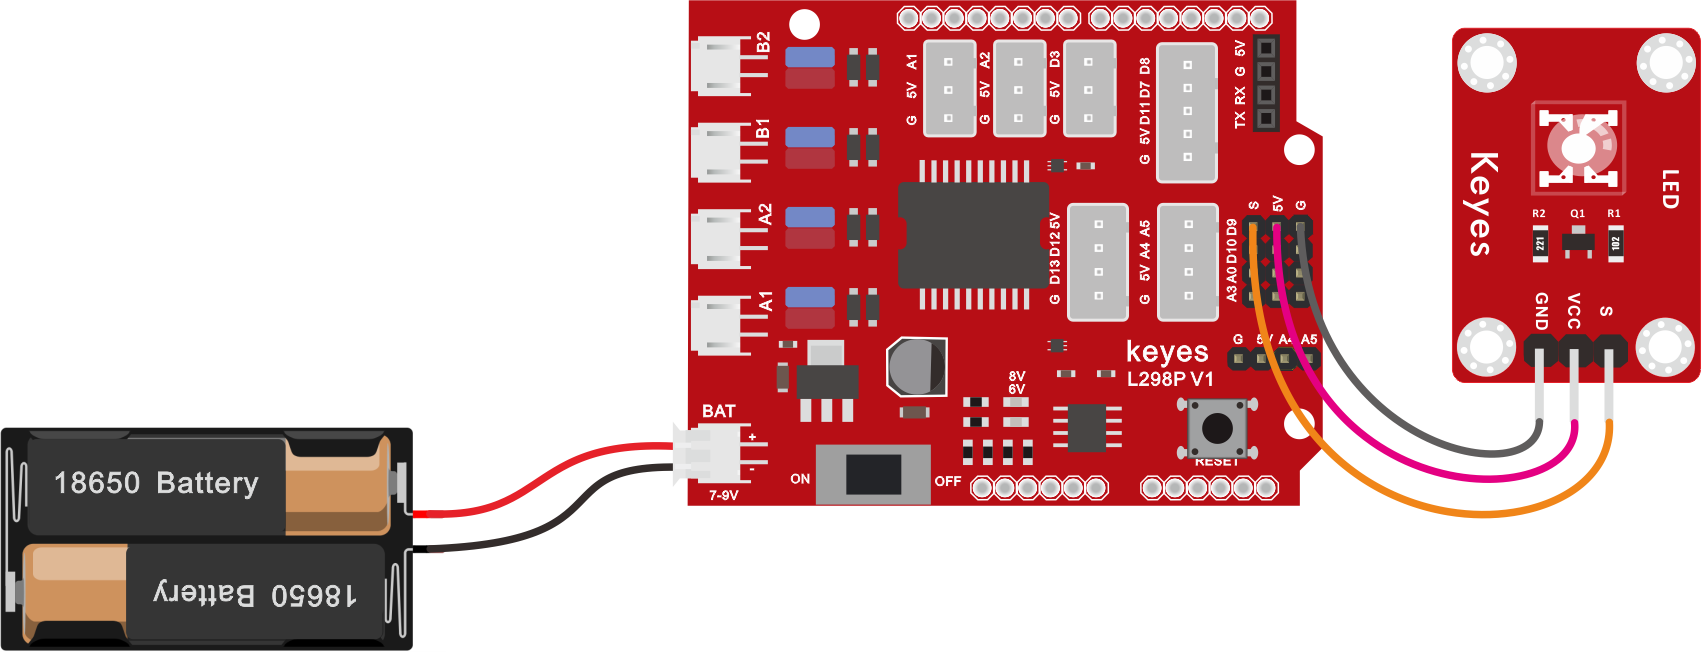 B2
B1
A2
A1
BAT
+
-
7-9V
ON
OFF
A1
5V
G
A2
5V
G
D3
5V
G
D8
D7
D11
5V
G
5V
G
RX
TX
5V
D12
D13
G
A5
A4
5V
G
S
5V
G
D9
D10
A0
A3
G
5V
A4
A5
keyes
L298P V1
8V
6V
RESET
18650 Battery
18650 Battery
Keyes
LED
R2
Q1
R1
221
102
GND
VCC
S